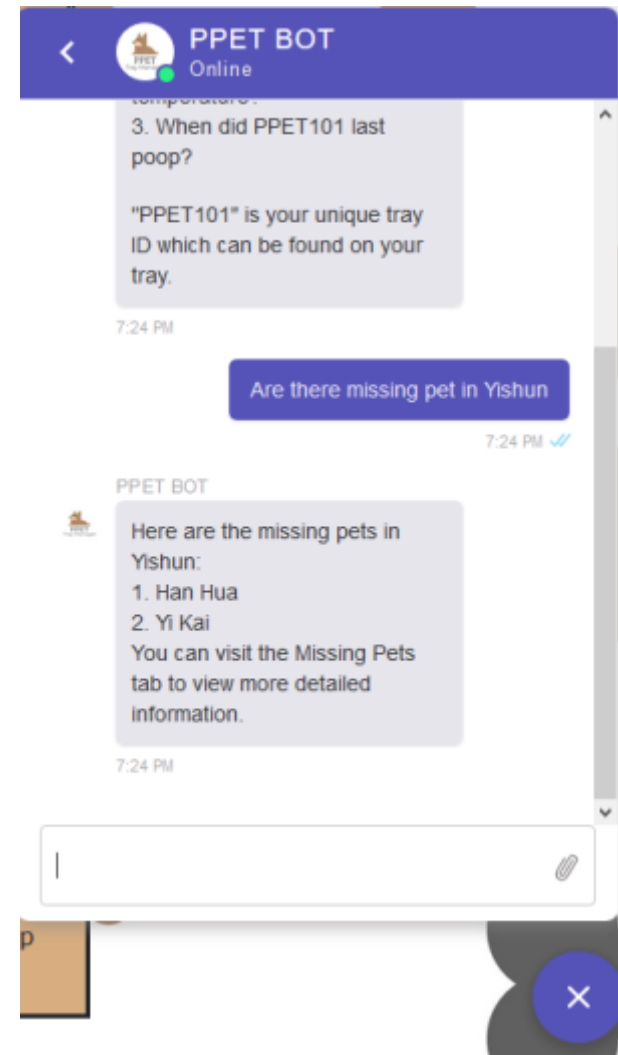 PPET BOT
Online
temperature?
3. When did PPET101 last
poop?
"PPET101" is your unique tray
ID which can be found on your
tray.
7:24 PM
Are there missing pet in Yishun
7:24 PM
PPET BOT
Here are the missing pets in
Yishun:
1. Han Hua
2. Yi Kai
You can visit the Missing Pets
tab to view more detailed
information.
7:24 PM
p